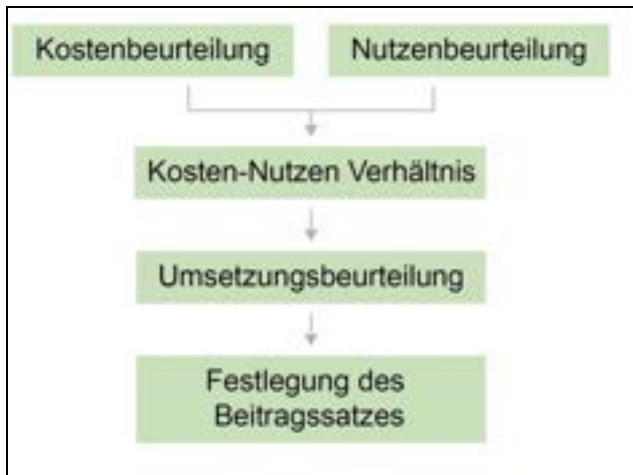 Kostenbeurteilung
Nutzenbeurteilung
Kosten-Nutzen Verhältnis
Umsetzungsbeurteilung
Festlegung des
Beitragssatzes